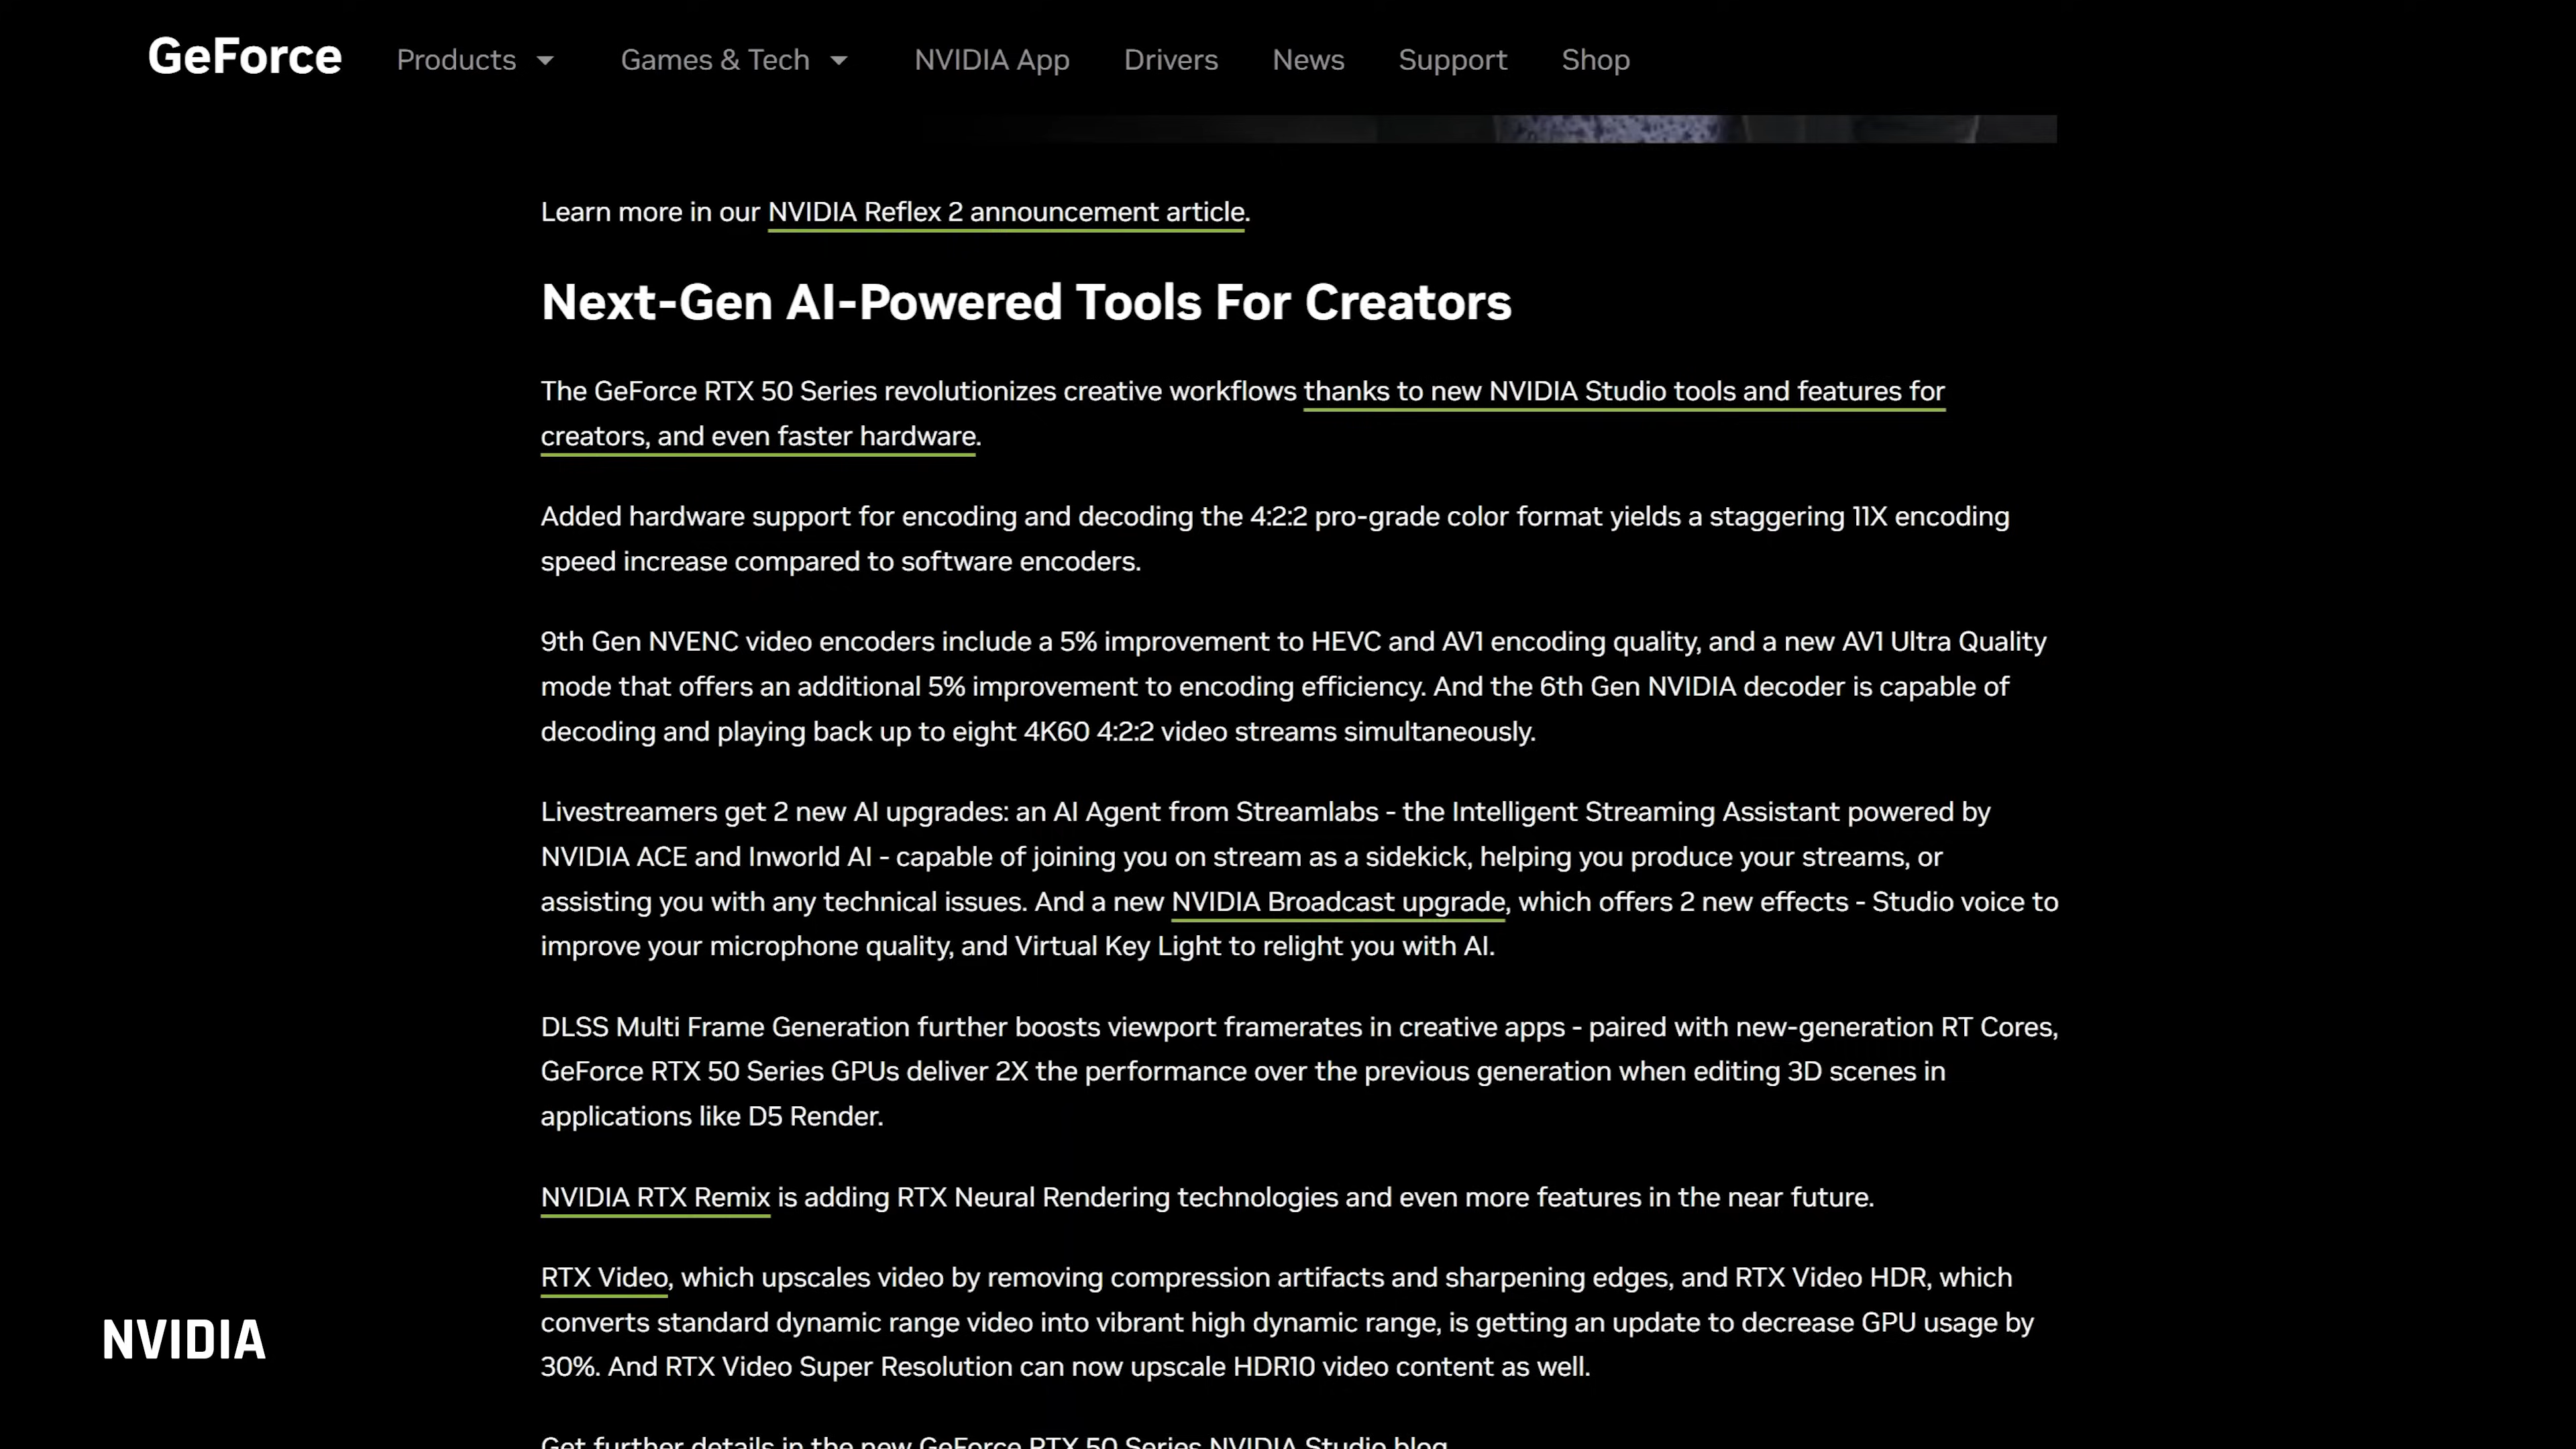 GeForce Products Games & Tech NVIDIA App Drivers News Support Shop
Learn more in our NVIDIA Reflex 2 announcement article.
Next-Gen AI-Powered Tools For Creators
The GeForce RTX 50 Series revolutionizes creative workflows thanks to new NVIDIA Studio tools and features for
creators, and even faster hardware.
Added hardware support for encoding and decoding the 4:2:2 pro-grade color format yields a staggering 11X encoding
speed increase compared to software encoders.
9th Gen NVENC video encoders include a 5% improvement to HEVC and AV1 encoding quality, and a new AV1 Ultra Quality
mode that offers an additional 5% improvement to encoding efficiency. And the 6th Gen NVIDIA decoder is capable of
decoding and playing back up to eight 4K60 4:2:2 video streams simultaneously.
Livestreamers get 2 new AI upgrades: an AI Agent from Streamlabs - the Intelligent Streaming Assistant powered by
NVIDIA ACE and Inworld AI - capable of joining you on stream as a sidekick, helping you produce your streams, or
assisting you with any technical issues. And a new NVIDIA Broadcast upgrade, which offers 2 new effects - Studio voice to
improve your microphone quality, and Virtual Key Light to relight you with AI.
DLSS Multi Frame Generation further boosts viewport framerates in creative apps - paired with new-generation RT Cores,
GeForce RTX 50 Series GPUs deliver 2X the performance over the previous generation when editing 3D scenes in
applications like D5 Render.
NVIDIA RTX Remix is adding RTX Neural Rendering technologies and even more features in the near future.
RTX Video, which upscales video by removing compression artifacts and sharpening edges, and RTX Video HDR, which
converts standard dynamic range video into vibrant high dynamic range, is getting an update to decrease GPU usage by
30%. And RTX Video Super Resolution can now upscale HDR10 video content as well.
Get further details in the new GeForce RTX 50 Series NVIDIA Studio blog
NVIDIA